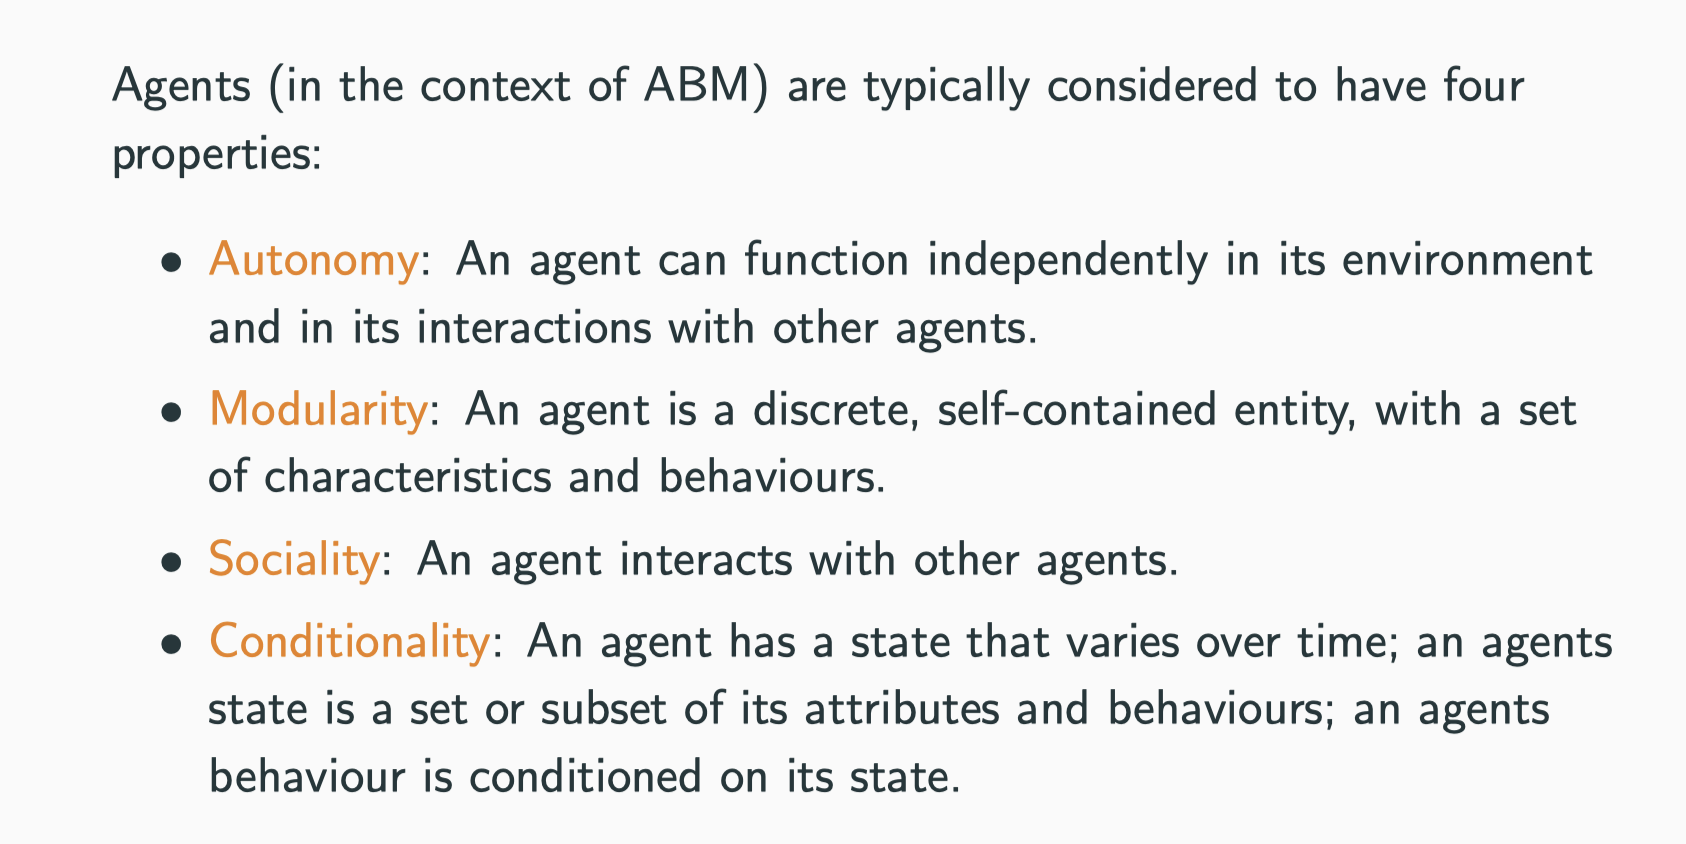 Agents (in the context of ABM) are typically considered to have four
properties:
• Autonomy: An agent can function independently in its environment
and in its interactions with other agents.
• Modularity: An agent is a discrete, self-contained entity, with a set
of characteristics and behaviours.
• Sociality: An agent interacts with other agents.
• Conditionality: An agent has a state that varies over time; an agents
state is a set or subset of its attributes and behaviours; an agents
behaviour is conditioned on its state.